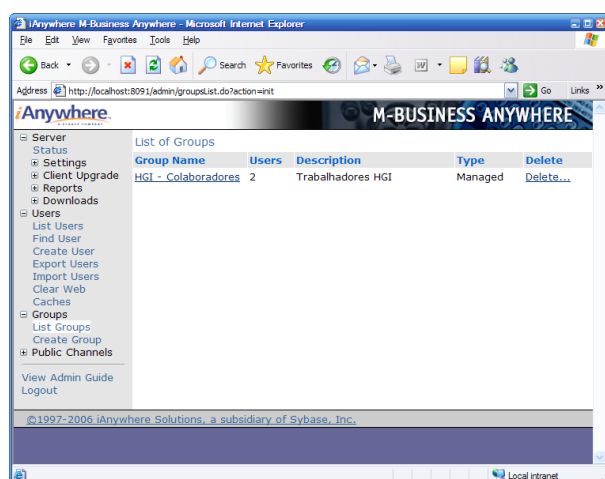 iAnywhere M-Business Anywhere - Microsoft Internet Explorer
File Edit View Favorites Tools Help
Back Search Favorites
Address http://localhost:8091/admin/groupsList.do?action=init Go Links »
iAnywhere. M-BUSINESS ANYWHERE
Server
Status
Settings
Client Upgrade
Reports
Downloads
Users
List Users
Find User
Create User
Export Users
Import Users
Clear Web
Caches
Groups
List Groups
Create Group
Public Channels
View Admin Guide
Logout
List of Groups
Group Name Users Description Type Delete
HGI - Colaboradores 2 Trabalhadores HGI Managed Delete...
©1997-2006 iAnywhere Solutions, a subsidiary of Sybase, Inc.
Local intranet